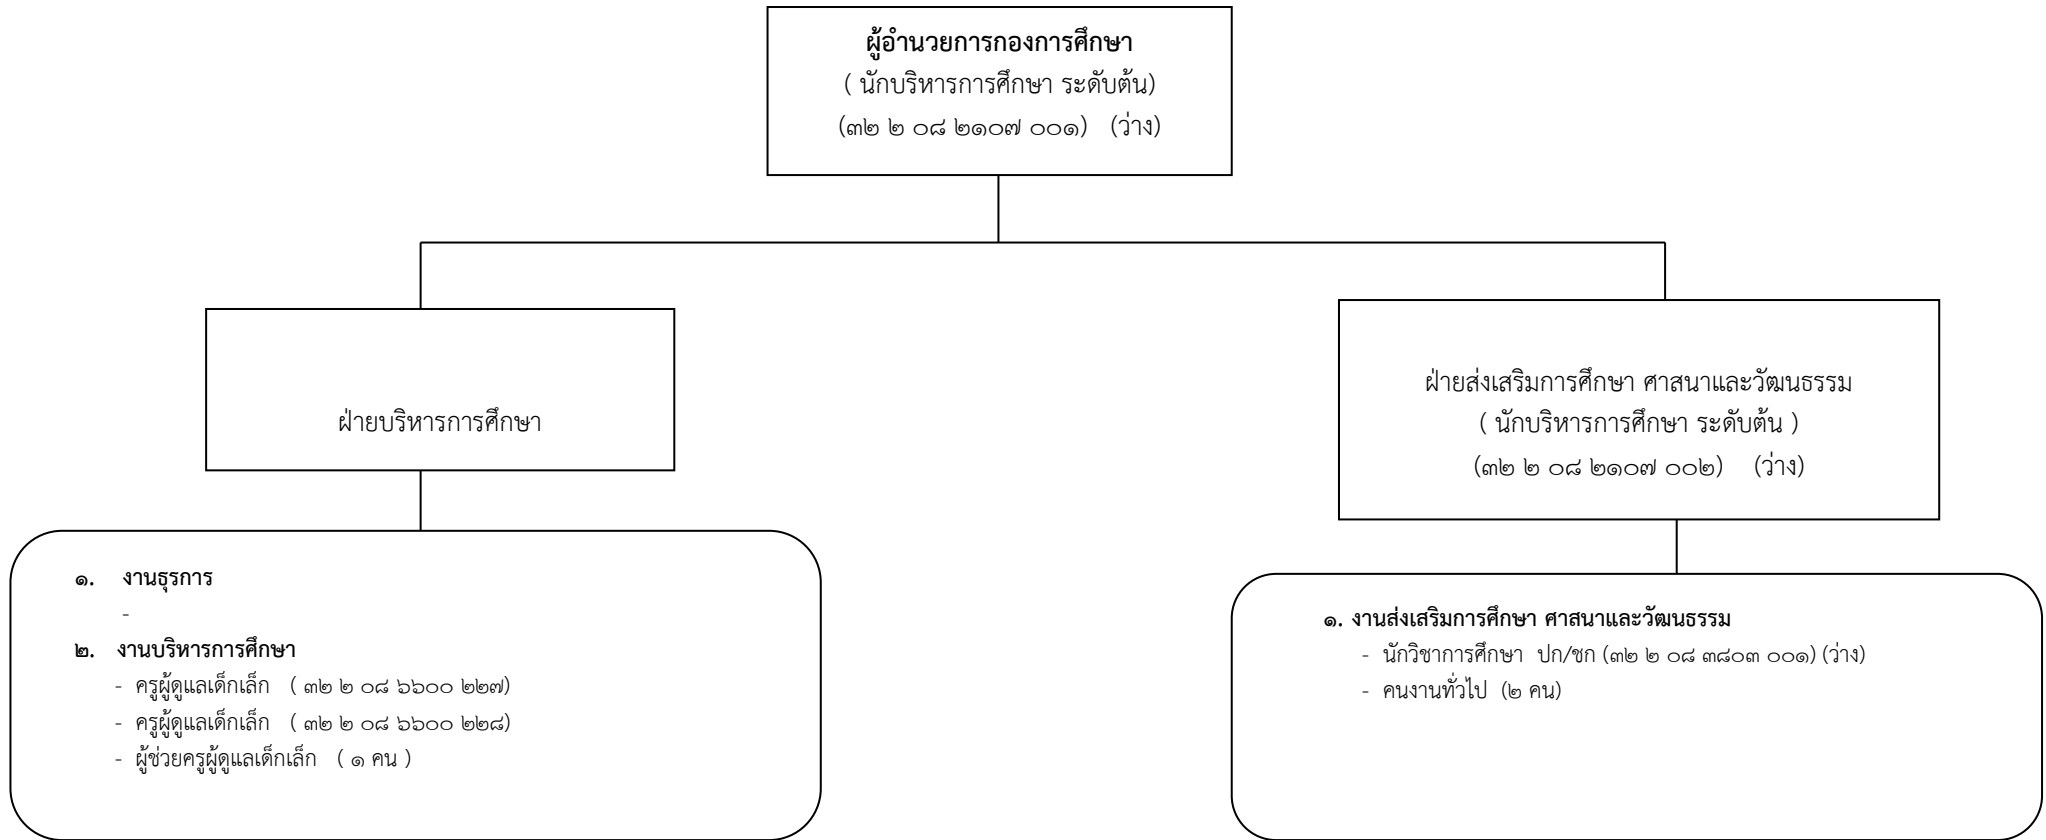 ผู้อำนวยการกองการศึกษา
( นักบริหารการศึกษา ระดับต้น)
(๓๒ ๒ ๐๘ ๒๑๐๗ ๐๐๑) (ว่าง)
ฝ่ายบริหารการศึกษา
๑. งานธุรการ
-
๒. งานบริหารการศึกษา
- ครูผู้ดูแลเด็กเล็ก ( ๓๒ ๒ ๐๘ ๖๖๐๐ ๒๒๗)
- ครูผู้ดูแลเด็กเล็ก ( ๓๒ ๒ ๐๘ ๖๖๐๐ ๒๒๘)
- ผู้ช่วยครูผู้ดูแลเด็กเล็ก ( ๑ คน )
ฝ่ายส่งเสริมการศึกษา ศาสนาและวัฒนธรรม
( นักบริหารการศึกษา ระดับต้น )
(๓๒ ๒ ๐๘ ๒๑๐๗ ๐๐๒) (ว่าง)
๑. งานส่งเสริมการศึกษา ศาสนาและวัฒนธรรม
- นักวิชาการศึกษา ปก/ชก (๓๒ ๒ ๐๘ ๓๘๐๓ ๐๐๑) (ว่าง)
- คนงานทั่วไป (๒ คน)